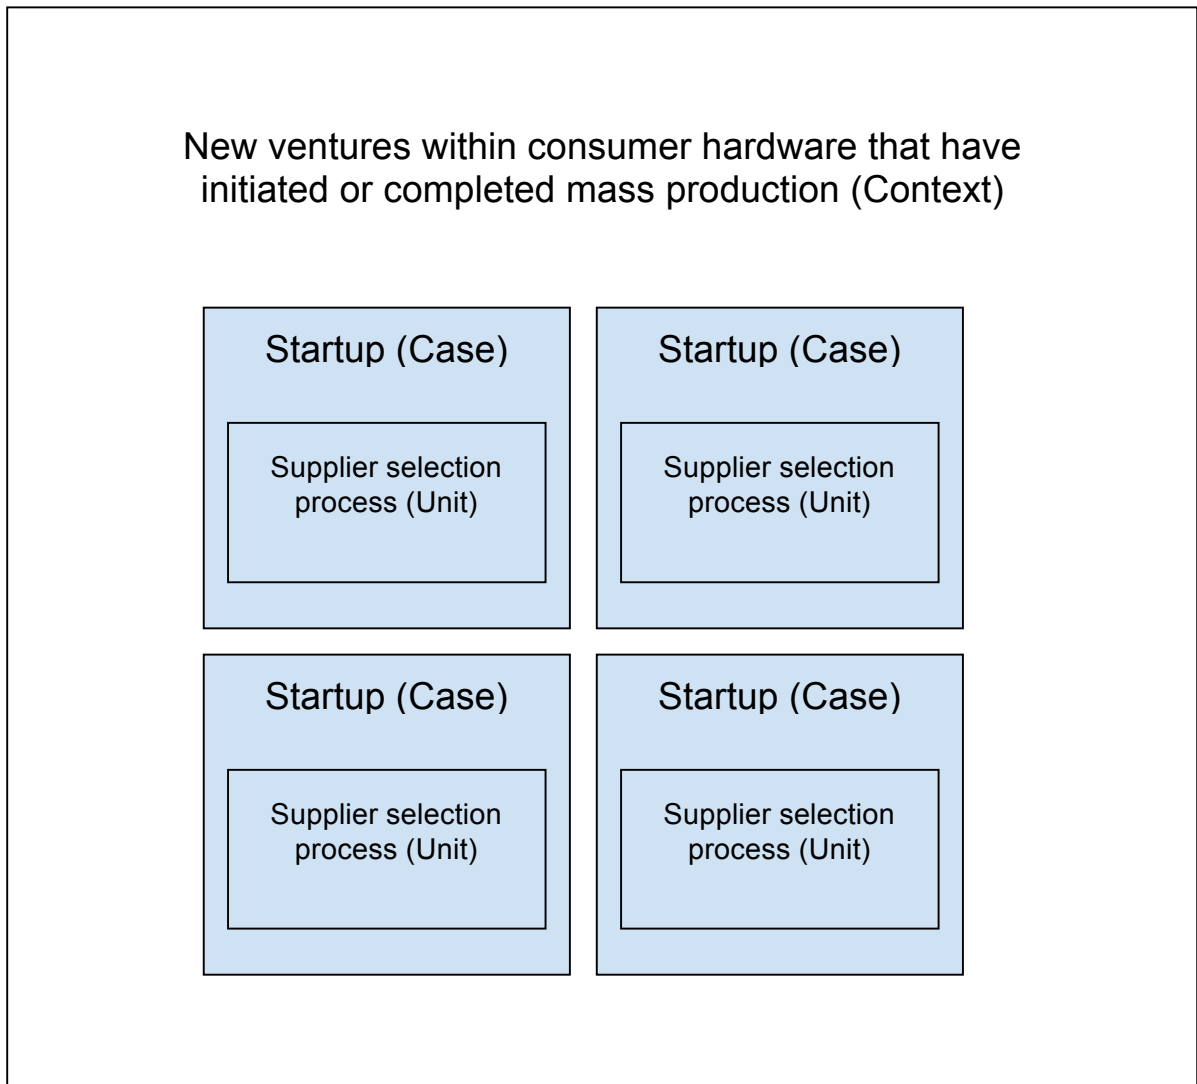 New ventures within consumer hardware that have
initiated or completed mass production (Context)
Startup (Case)
Startup (Case)
Supplier selection
process (Unit)
Supplier selection
process (Unit)
Startup (Case)
Startup (Case)
Supplier selection
process (Unit)
Supplier selection
process (Unit)